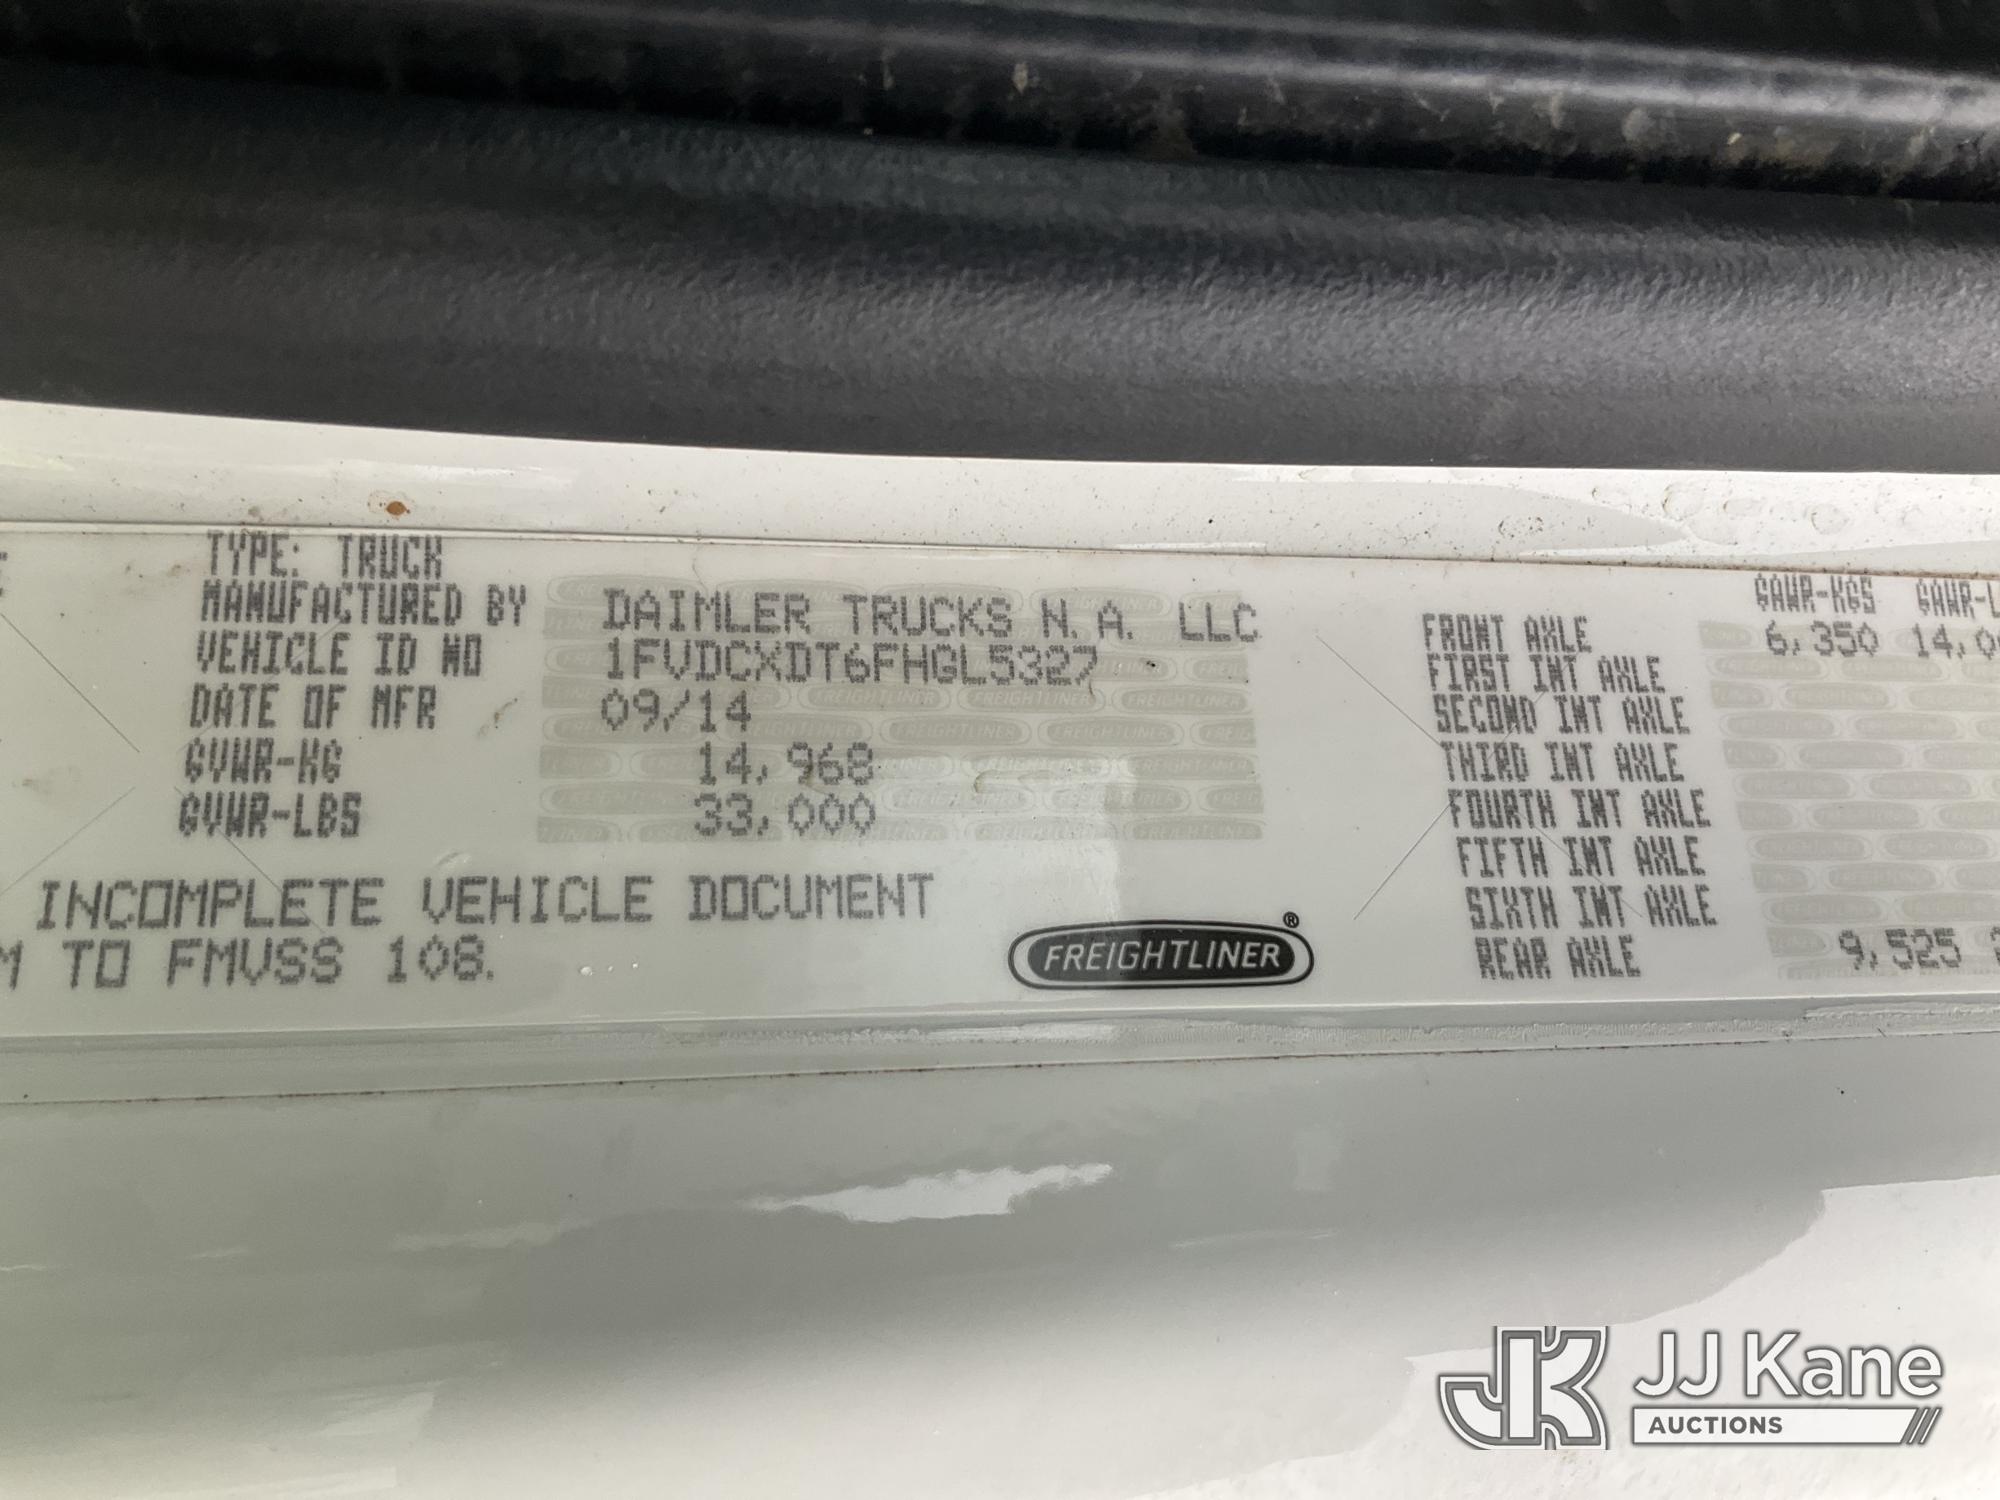 TYPE: TRUCK
MANUFACTURED BY DAIMLER TRUCKS N.A. LLC
VEHICLE ID NO 1FVDCXDT6FHGL5327
DATE OF MFR 09/14
GVWR-KG 14,968
GVWR-LBS 33,000
INCOMPLETE VEHICLE DOCUMENT
TO FMVSS 108.
FREIGHTLINER®
GAWR-KGS
FRONT AXLE 6,350
FIRST INT AXLE
SECOND INT AXLE
THIRD INT AXLE
FOURTH INT AXLE
FIFTH INT AXLE
SIXTH INT AXLE
REAR AXLE 9,525
JK JJ Kane
AUCTIONS